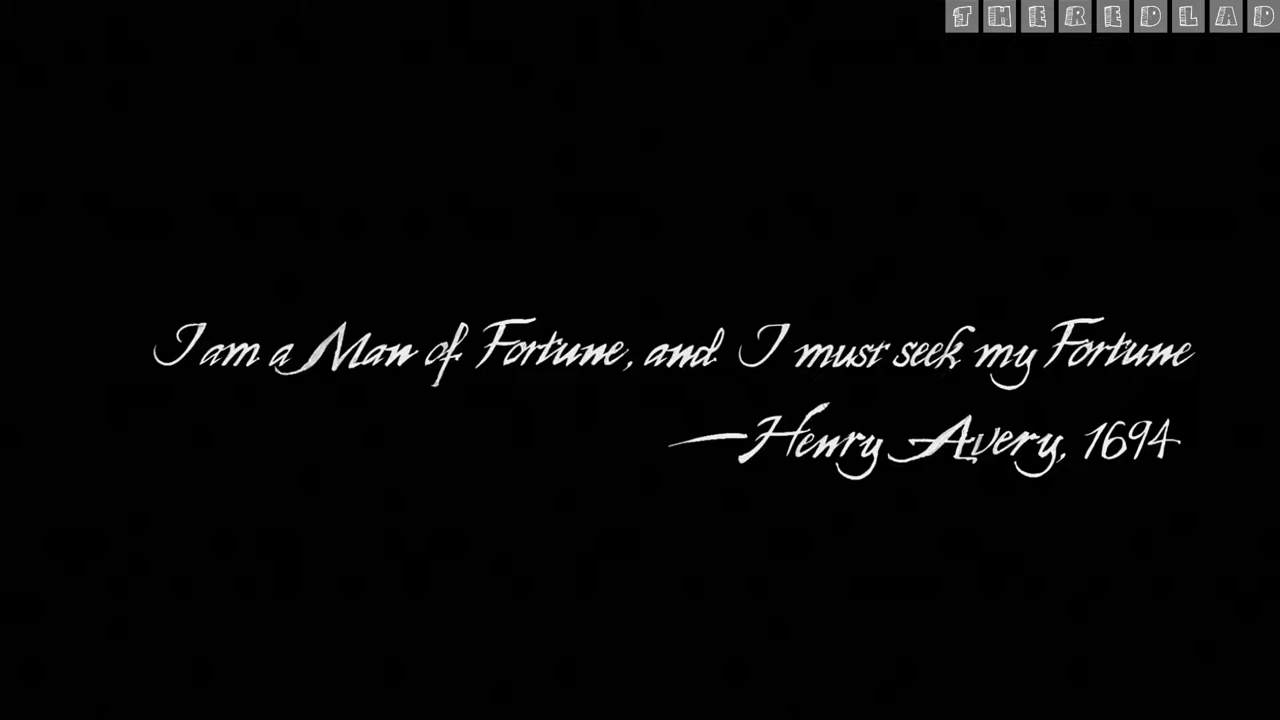 THEREDLAD
I am a Man of Fortune, and I must seek my Fortune
—Henry Avery, 1694